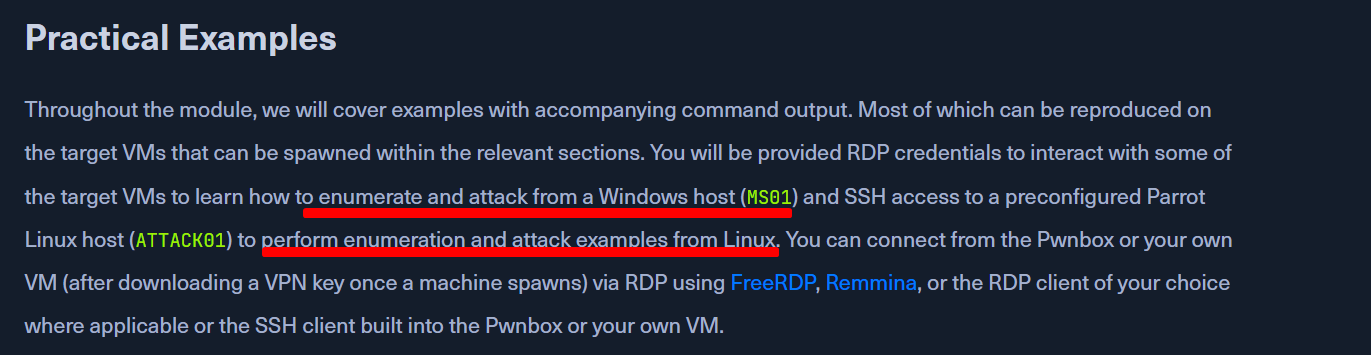 Practical Examples
Throughout the module, we will cover examples with accompanying command output. Most of which can be reproduced on
the target VMs that can be spawned within the relevant sections. You will be provided RDP credentials to interact with some of
the target VMs to learn how to enumerate and attack from a Windows host (MS01) and SSH access to a preconfigured Parrot
Linux host (ATTACK01) to perform enumeration and attack examples from Linux. You can connect from the Pwnbox or your own
VM (after downloading a VPN key once a machine spawns) via RDP using FreeRDP, Remmina, or the RDP client of your choice
where applicable or the SSH client built into the Pwnbox or your own VM.